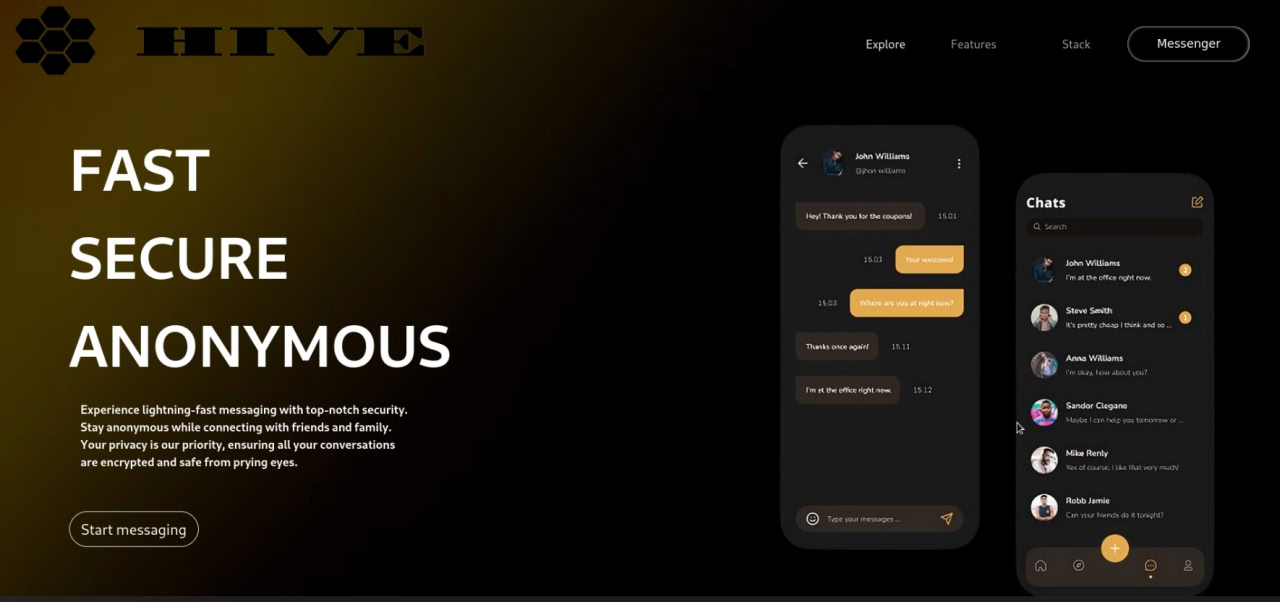 HIVE
Explore
Features
Stack
Messenger
FAST
SECURE
ANONYMOUS
Experience lightning-fast messaging with top-notch security.
Stay anonymous while connecting with friends and family.
Your privacy is our priority, ensuring all your conversations
are encrypted and safe from prying eyes.
Start messaging
John Williams
@jhon williams
Hey! Thank you for the coupons!
15.01
15.03
Your welcome!
15.03
Where are you at right now?
Thanks once again!
15.11
I'm at the office right now.
15.12
Type your messages ...
Chats
Search
John Williams
I'm at the office right now.
2
Steve Smith
It's pretty cheap I think and so ...
1
Anna Williams
I'm okay, how about you?
Sandor Clegane
Maybe I can help you tomorrow or ...
Mike Renly
Yes of course, I like that very much!
Robb Jamie
Can your friends do it tonight?